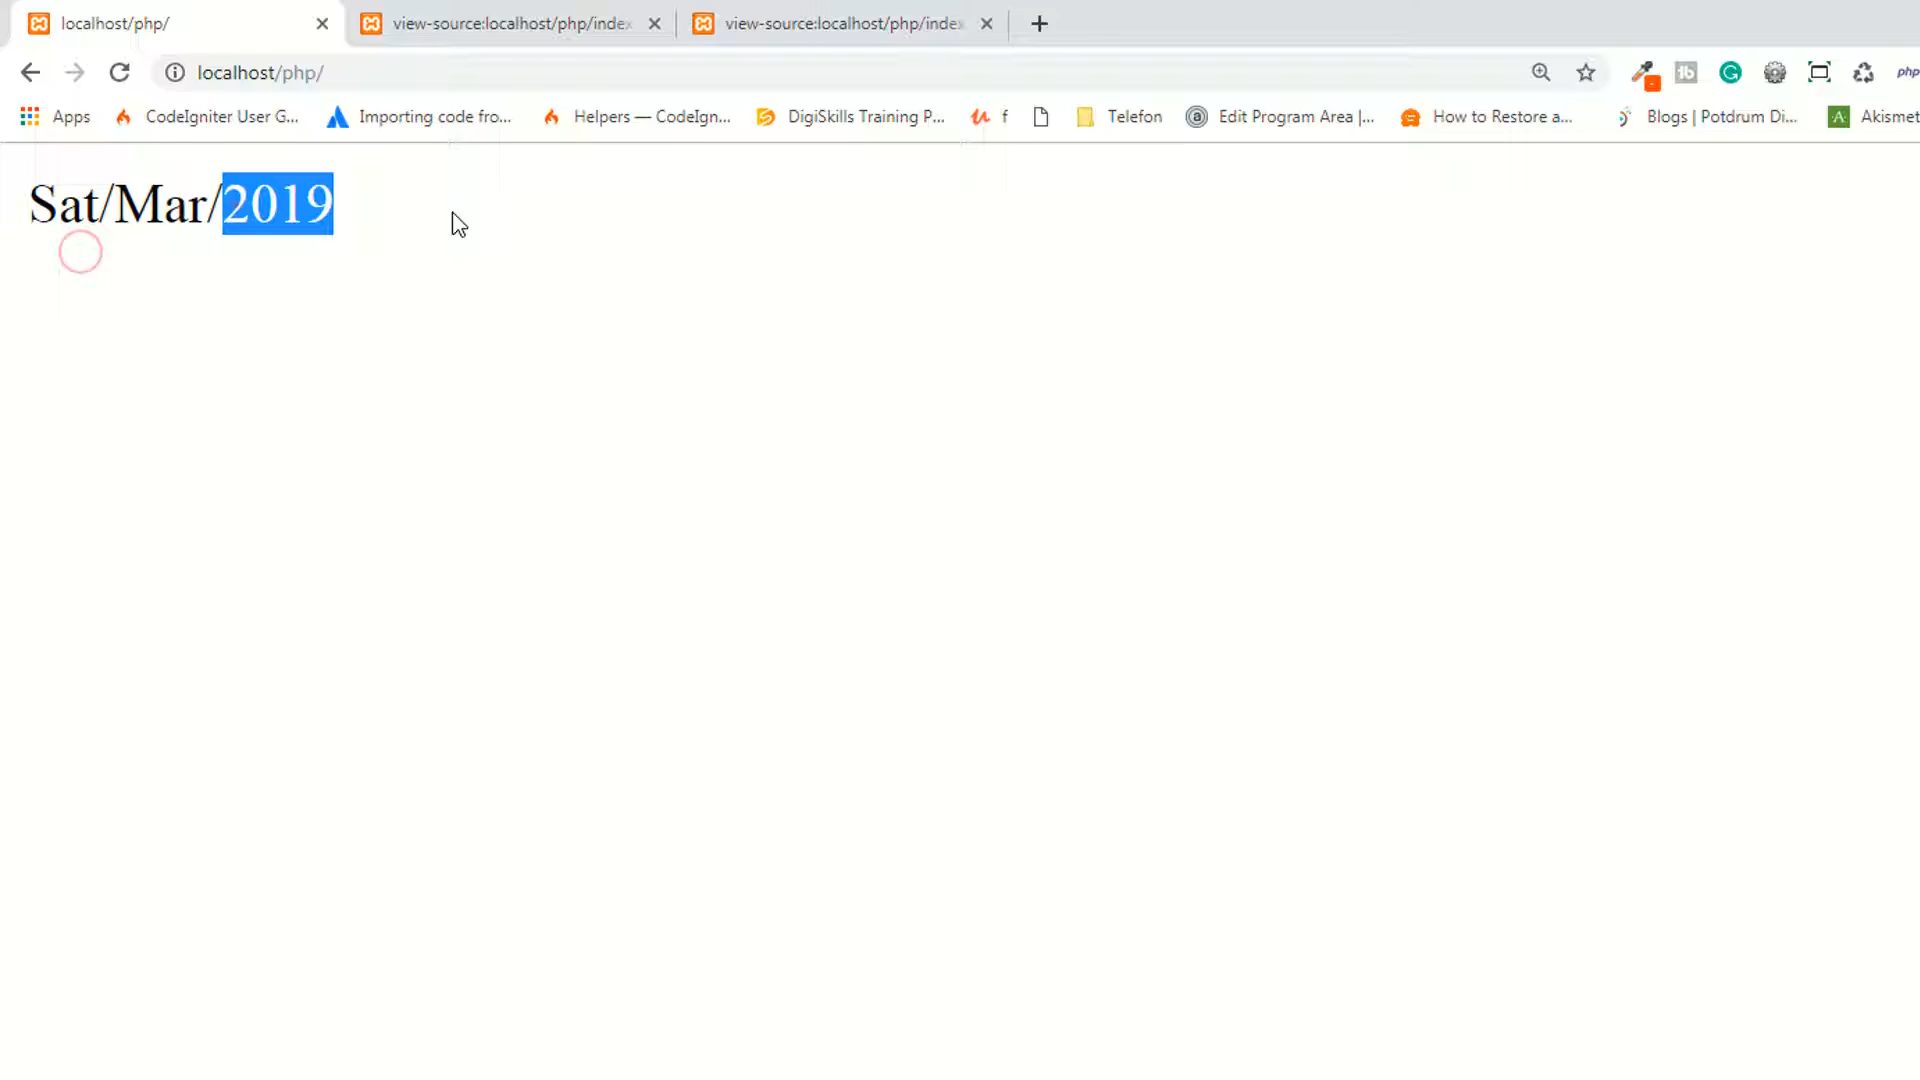 localhost/php/ view-source:localhost/php/index view-source:localhost/php/index
localhost/php/ php
Apps CodeIgniter User G... Importing code fro... Helpers — CodeIgn... DigiSkills Training P... f Telefon Edit Program Area |... How to Restore a... Blogs | Potdrum Di... Akismet
Sat/Mar/2019